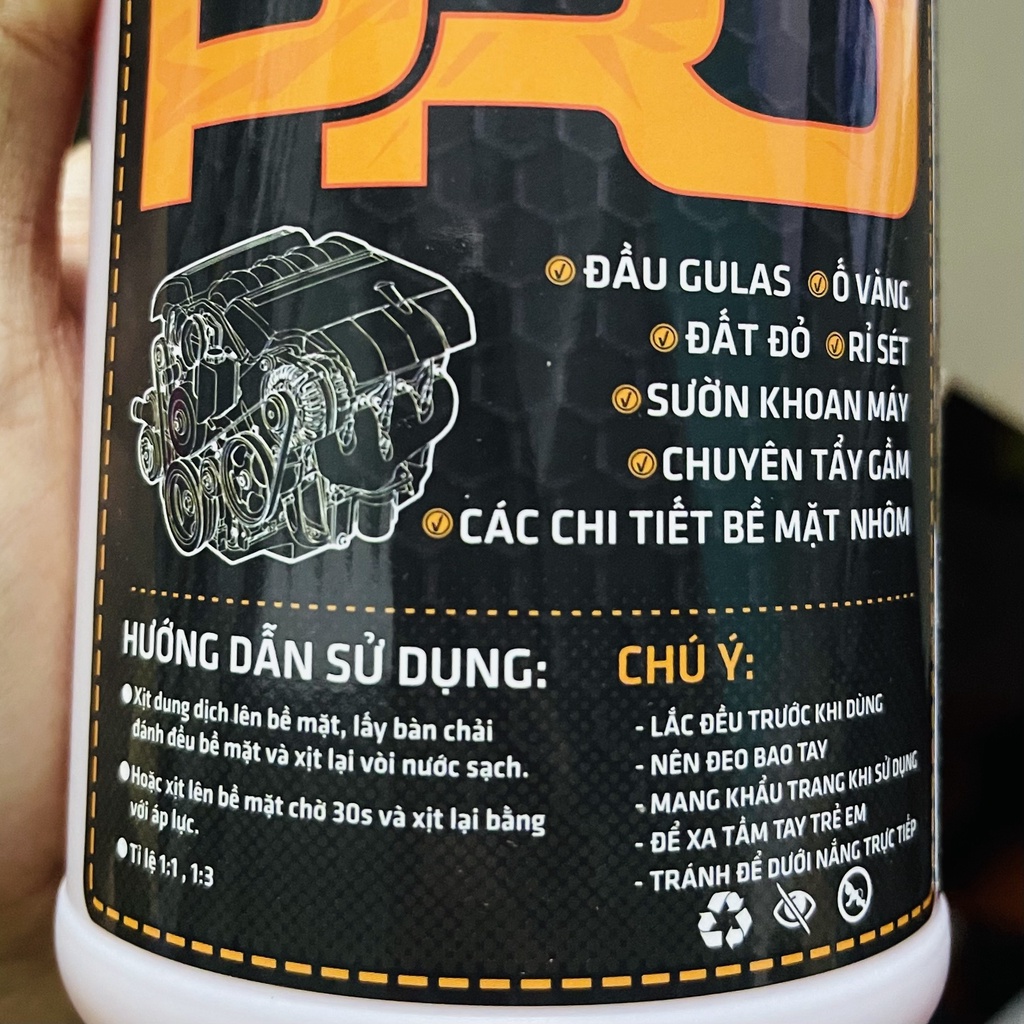 PRO
ĐẦU GULAS Ố VÀNG
ĐẤT ĐỎ RỈ SÉT
SƯỜN KHOAN MÁY
CHUYÊN TẨY GẦM
CÁC CHI TIẾT BỀ MẶT NHÔM
HƯỚNG DẪN SỬ DỤNG:
Xịt dung dịch lên bề mặt, lấy bàn chải
đánh đều bề mặt và xịt lại vòi nước sạch.
Hoặc xịt lên bề mặt chờ 30s và xịt lại bằng
vòi áp lực.
Tỉ lệ 1:1 , 1:3
CHÚ Ý:
- LẮC ĐỀU TRƯỚC KHI DÙNG
- NÊN ĐEO BAO TAY
- MANG KHẨU TRANG KHI SỬ DỤNG
- ĐỂ XA TẦM TAY TRẺ EM
- TRÁNH ĐỂ DƯỚI NẮNG TRỰC TIẾP